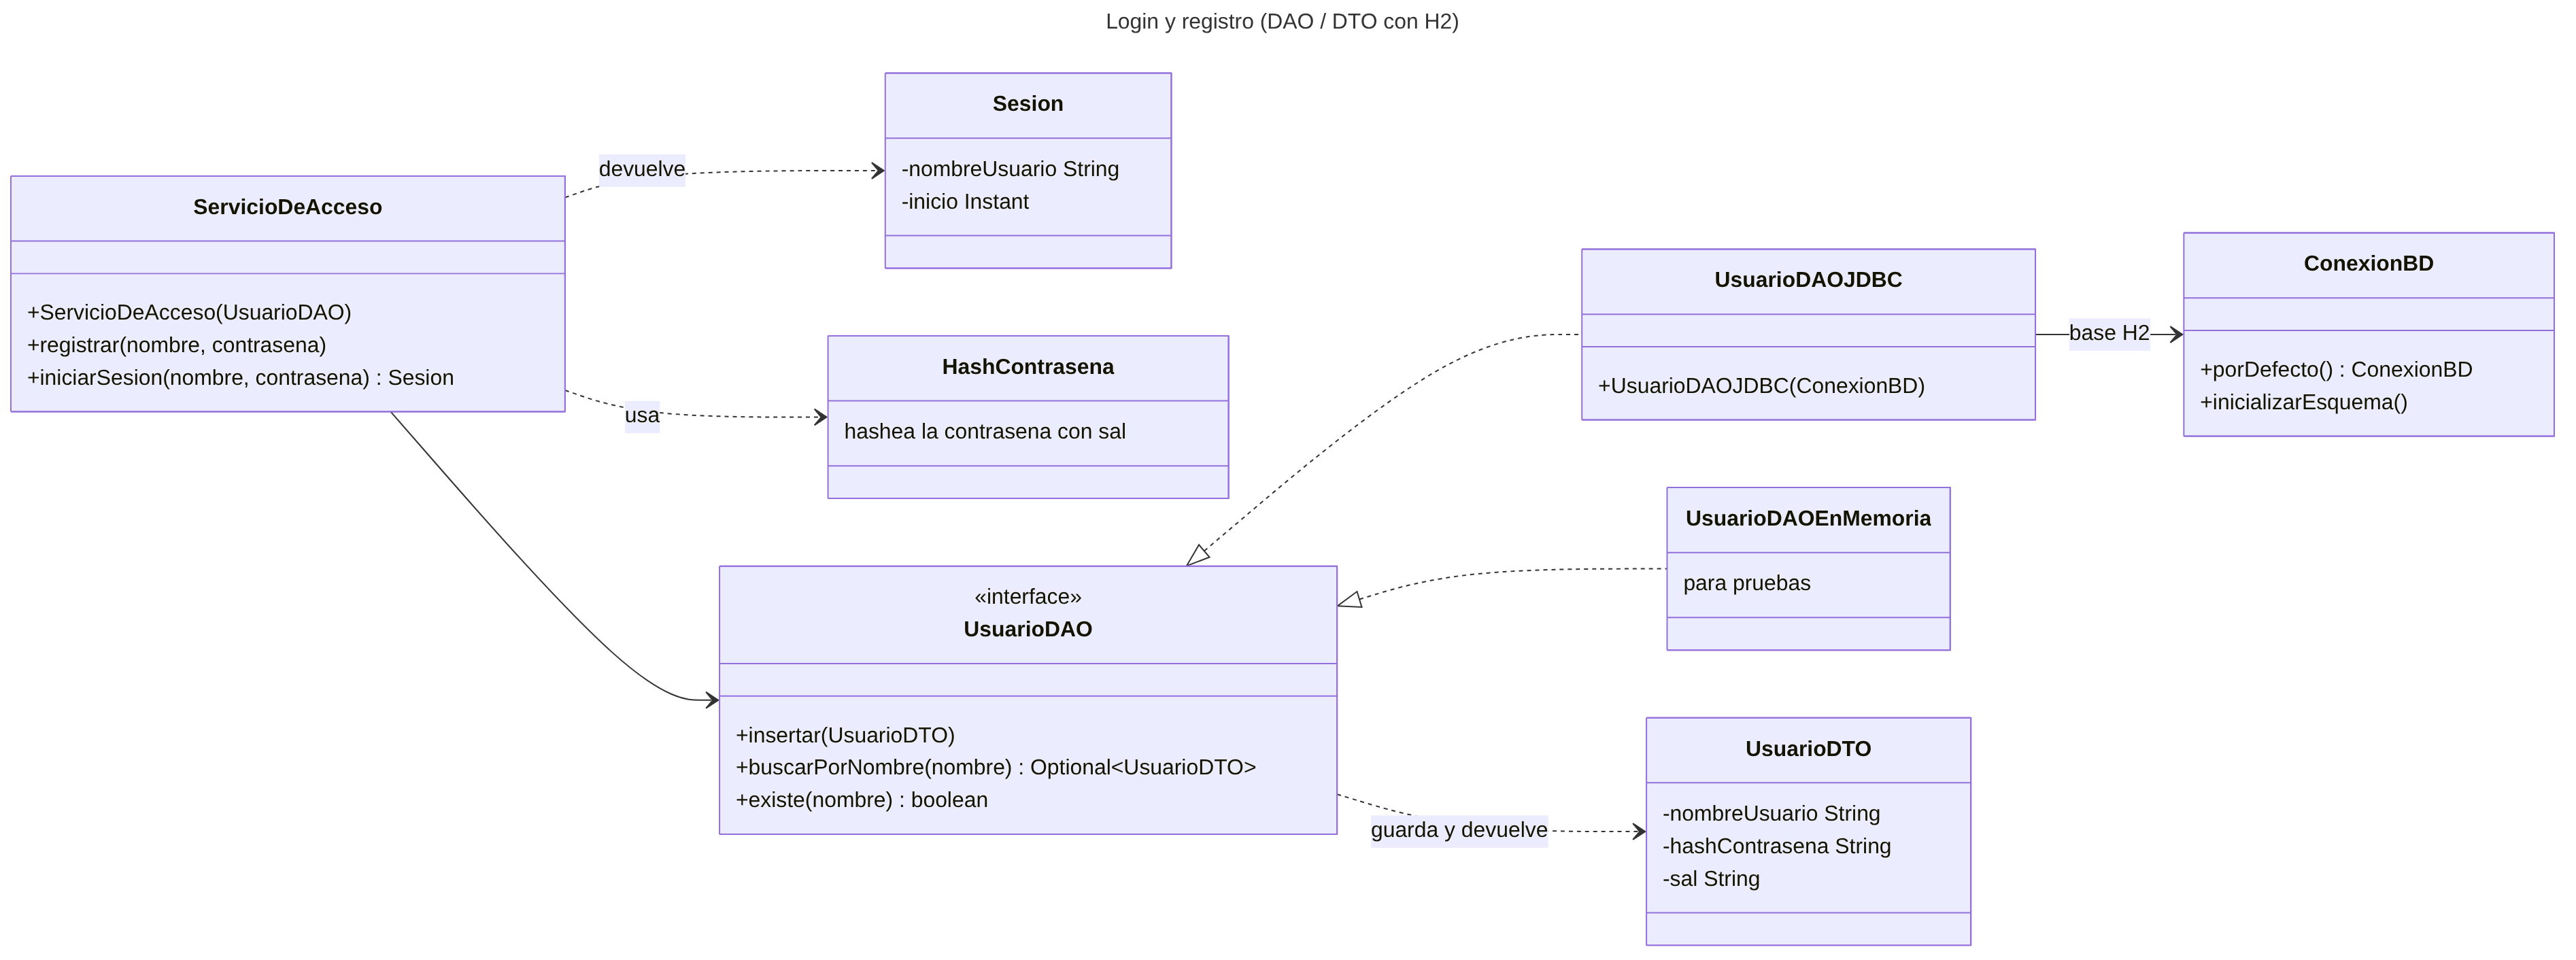 Login y registro (DAO / DTO con H2)
ServicioDeAcceso
+ServicioDeAcceso(UsuarioDAO)
+registrar(nombre, contrasena)
+iniciarSesion(nombre, contrasena) : Sesion
devuelve
usa
Sesion
-nombreUsuario String
-inicio Instant
HashContrasena
hashea la contrasena con sal
«interface»
UsuarioDAO
+insertar(UsuarioDTO)
+buscarPorNombre(nombre) : Optional<UsuarioDTO>
+existe(nombre) : boolean
guarda y devuelve
UsuarioDAOJDBC
+UsuarioDAOJDBC(ConexionBD)
base H2
ConexionBD
+porDefecto() : ConexionBD
+inicializarEsquema()
UsuarioDAOEnMemoria
para pruebas
UsuarioDTO
-nombreUsuario String
-hashContrasena String
-sal String